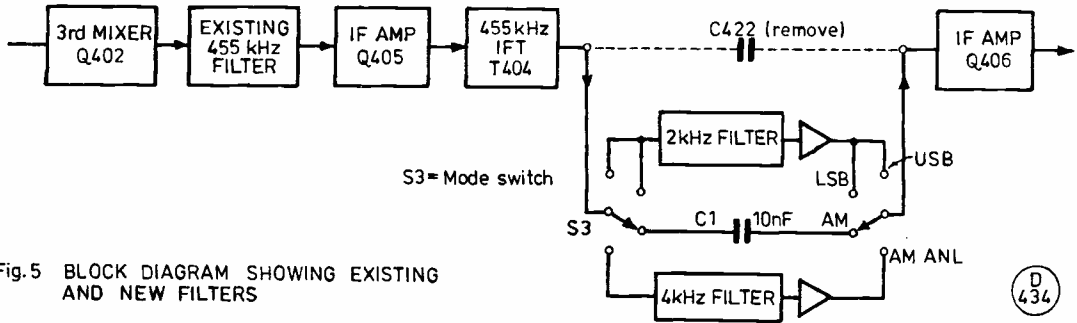 3rd MIXER
Q402
EXISTING
455 kHz
FILTER
IF AMP
Q405
455kHz
IFT
T404
C422 (remove)
IF AMP
Q406
2kHz FILTER
USB
LSB
S3= Mode switch
S3
C1 10nF AM
AM ANL
4kHz FILTER
Fig. 5 BLOCK DIAGRAM SHOWING EXISTING
AND NEW FILTERS
D
434